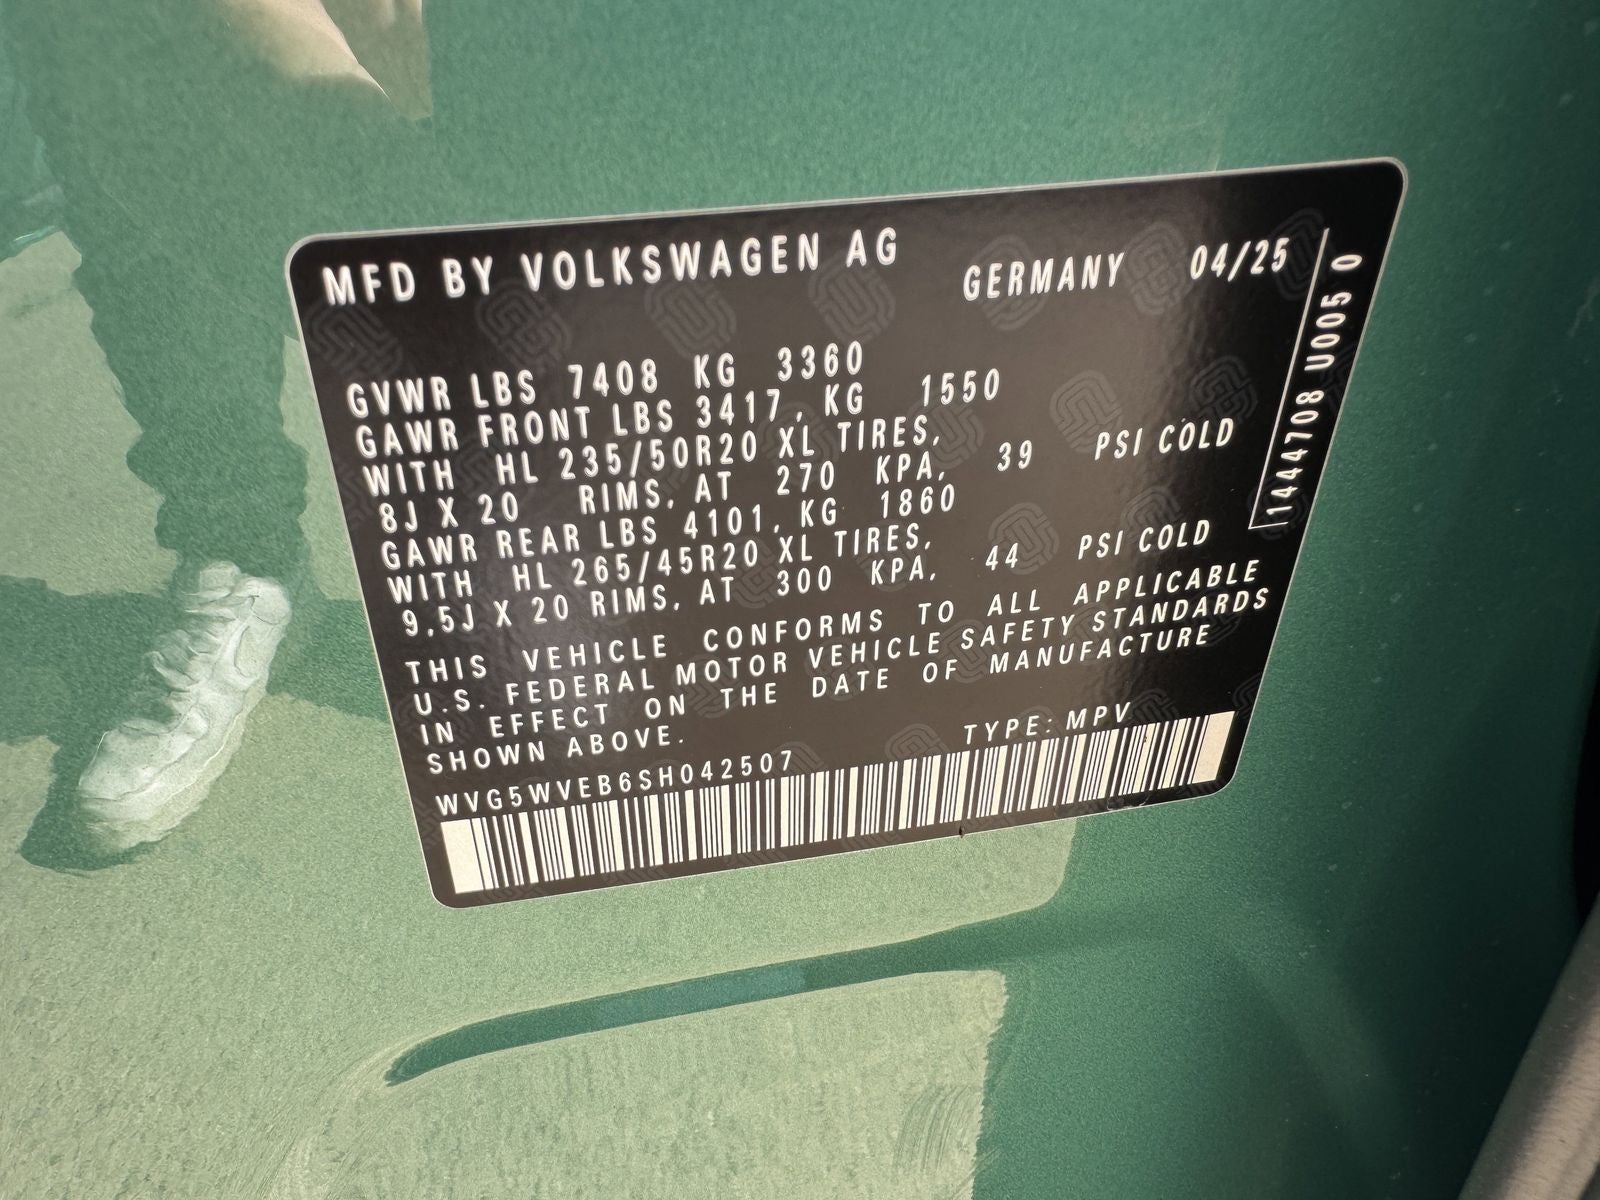 MFD BY VOLKSWAGEN AG GERMANY 04/25
GVWR LBS 7408 KG 3360
GAWR FRONT LBS 3417, KG 1550
WITH HL 235/50R20 XL TIRES,
8J X 20 RIMS, AT 270 KPA, 39 PSI COLD
GAWR REAR LBS 4101, KG 1860
WITH HL 265/45R20 XL TIRES,
9,5J X 20 RIMS, AT 300 KPA, 44 PSI COLD
THIS VEHICLE CONFORMS TO ALL APPLICABLE
U.S. FEDERAL MOTOR VEHICLE SAFETY STANDARDS
IN EFFECT ON THE DATE OF MANUFACTURE
SHOWN ABOVE.
WVG5WVEB6SH042507 TYPE: MPV
1444708 U005 0